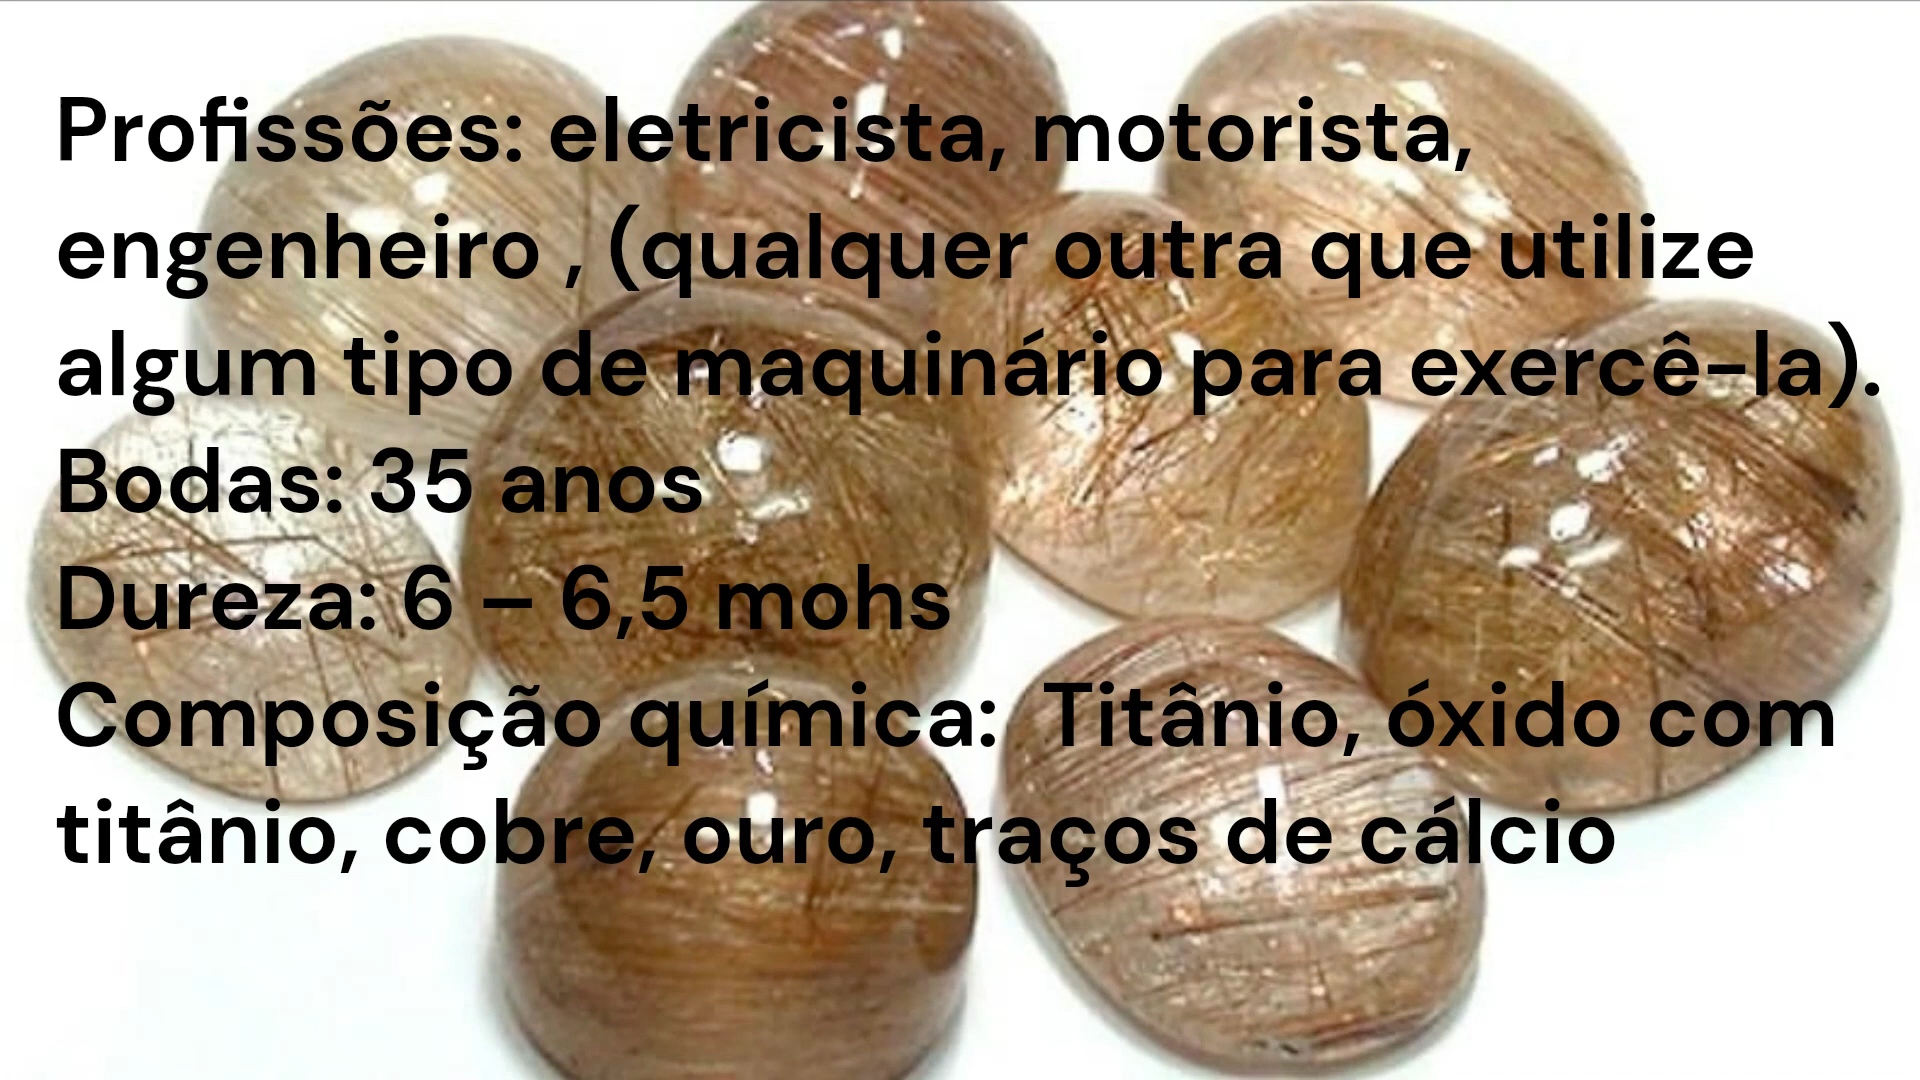 Profissões: eletricista, motorista,
engenheiro , (qualquer outra que utilize
algum tipo de maquinário para exercê-la).
Bodas: 35 anos
Dureza: 6 – 6,5 mohs
Composição química:  Titânio, óxido com
titânio, cobre, ouro, traços de cálcio